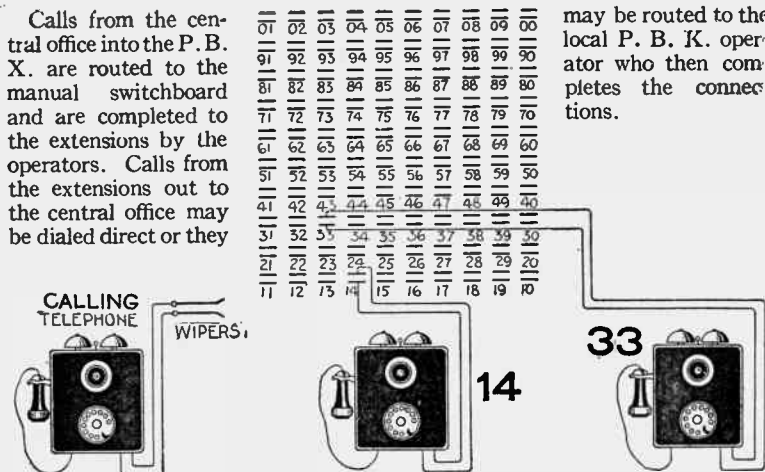 Calls from the cen-
tral office into the P. B.
X. are routed to the
manual switchboard
and are completed to
the extensions by the
operators. Calls from
the extensions out to
the central office may
be dialed direct or they
01 02 03 04 05 06 07 08 09 00
91 92 93 94 95 96 97 98 99 90
81 82 83 84 85 86 87 88 89 80
71 72 73 74 75 76 77 78 79 70
61 62 63 64 65 66 67 68 69 60
51 52 53 54 55 56 57 58 59 50
41 42 43 44 45 46 47 48 49 40
31 32 33 34 35 36 37 38 39 30
21 22 23 24 25 26 27 28 29 20
11 12 13 14 15 16 17 18 19 10
may be routed to the
local P. B. K. oper-
ator who then com-
pletes the connec-
tions.
CALLING
TELEPHONE
WIPERS
14
33